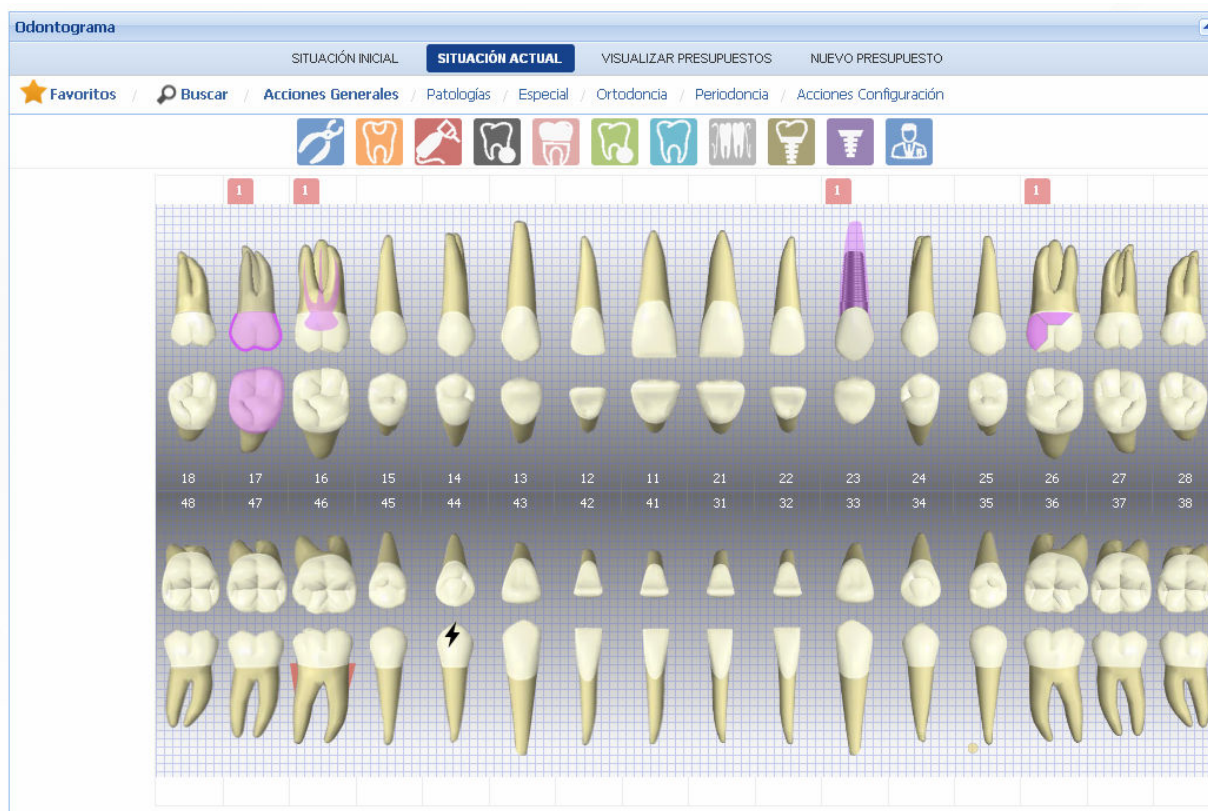 Odontograma
SITUACIÓN INICIAL SITUACIÓN ACTUAL VISUALIZAR PRESUPUESTOS NUEVO PRESUPUESTO
Favoritos / Buscar / Acciones Generales / Patologías / Especial / Ortodoncia / Periodoncia / Acciones Configuración
1 1 1 1
18 17 16 15 14 13 12 11 21 22 23 24 25 26 27 28
48 47 46 45 44 43 42 41 31 32 33 34 35 36 37 38